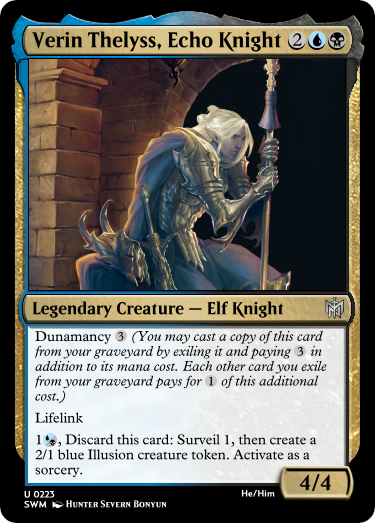 Verin Thelyss, Echo Knight 2
Legendary Creature — Elf Knight
Dunamancy 3 (You may cast a copy of this card
from your graveyard by exiling it and paying 3 in
addition to its mana cost. Each other card you exile
from your graveyard pays for 1 of this additional
cost.)
Lifelink
1, Discard this card: Surveil 1, then create a
2/1 blue Illusion creature token. Activate as a
sorcery.
4/4
U 0223
He/Him
SWM Hunter Severn Bonyun